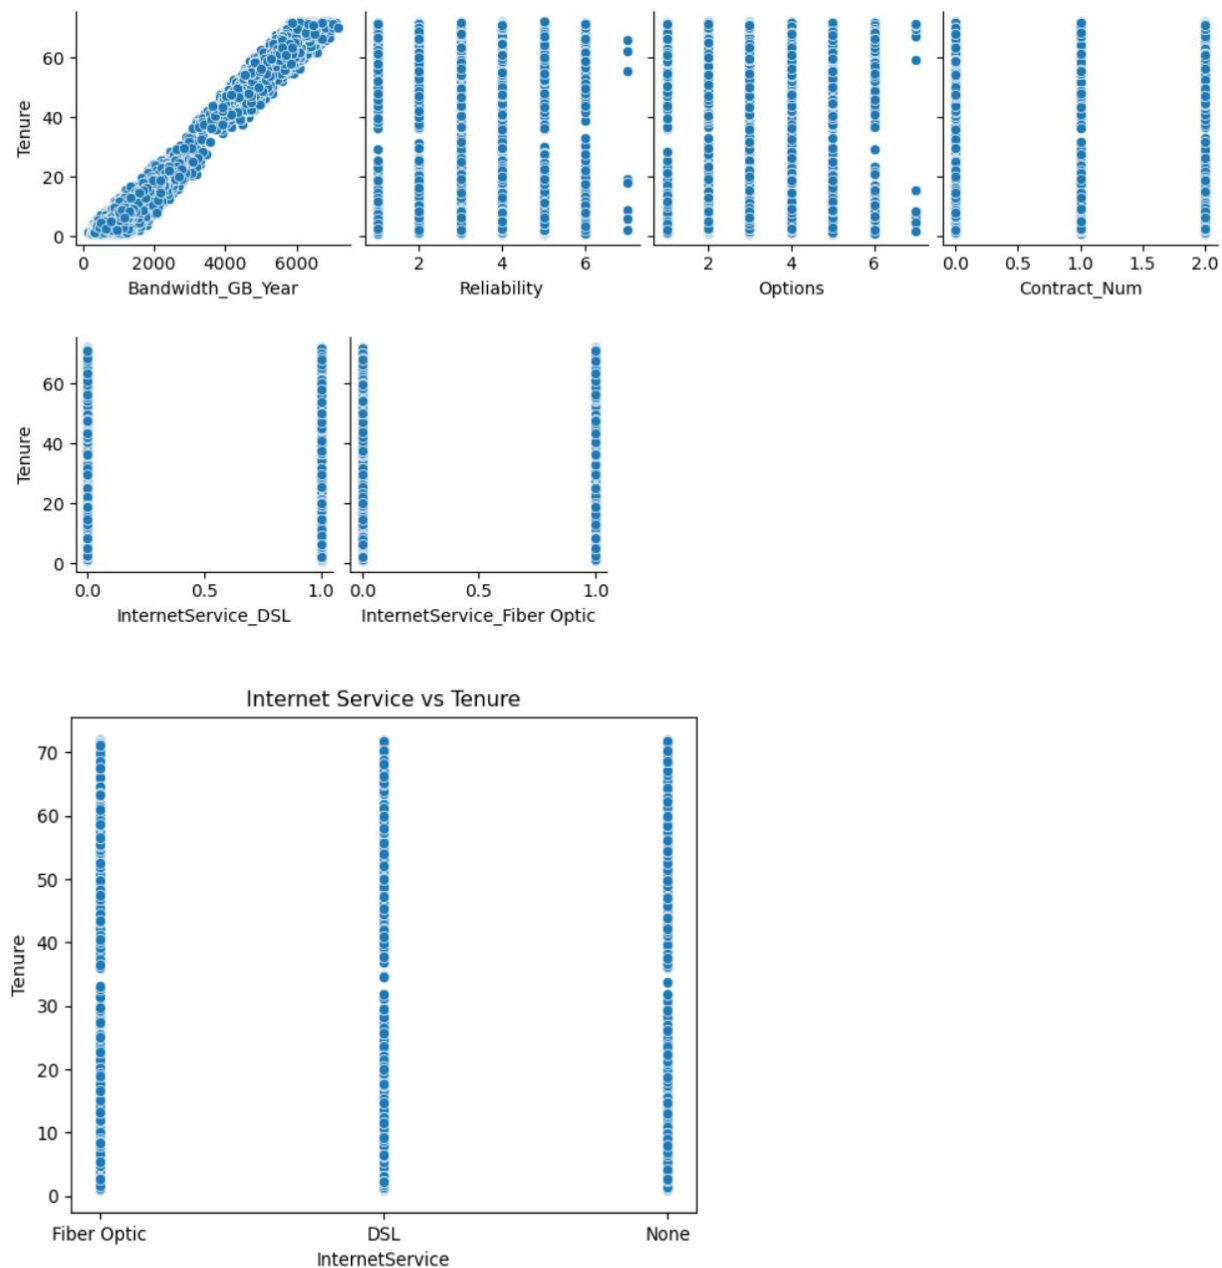 Tenure
60
40
20
0
0 2000 4000 6000
Bandwidth_GB_Year
2 4 6
Reliability
2 4 6
Options
0.0 0.5 1.0 1.5 2.0
Contract_Num
Tenure
60
40
20
0
0.0 0.5 1.0
InternetService_DSL
0.0 0.5 1.0
InternetService_Fiber Optic
Internet Service vs Tenure
Tenure
70
60
50
40
30
20
10
0
Fiber Optic DSL None
InternetService